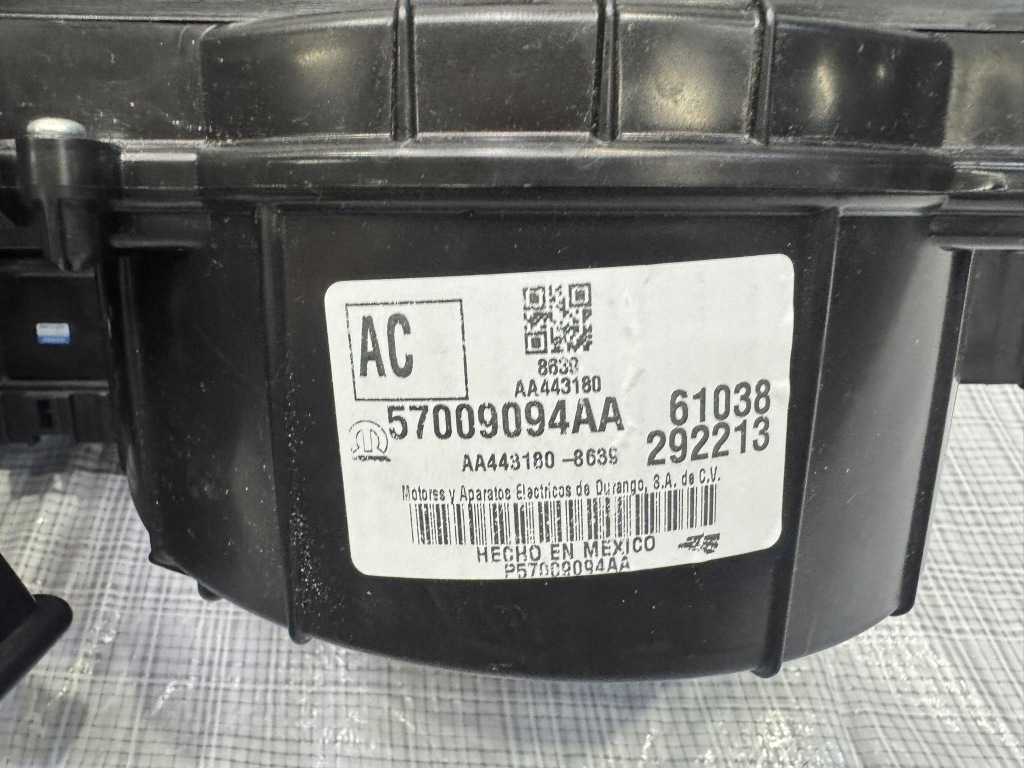 AC
8639
AA443180
57009094AA
61038
292213
AA443180-8639
Motores y Aparatos Electricos de Durango, S.A. de C.V.
HECHO EN MEXICO
P57009094AA